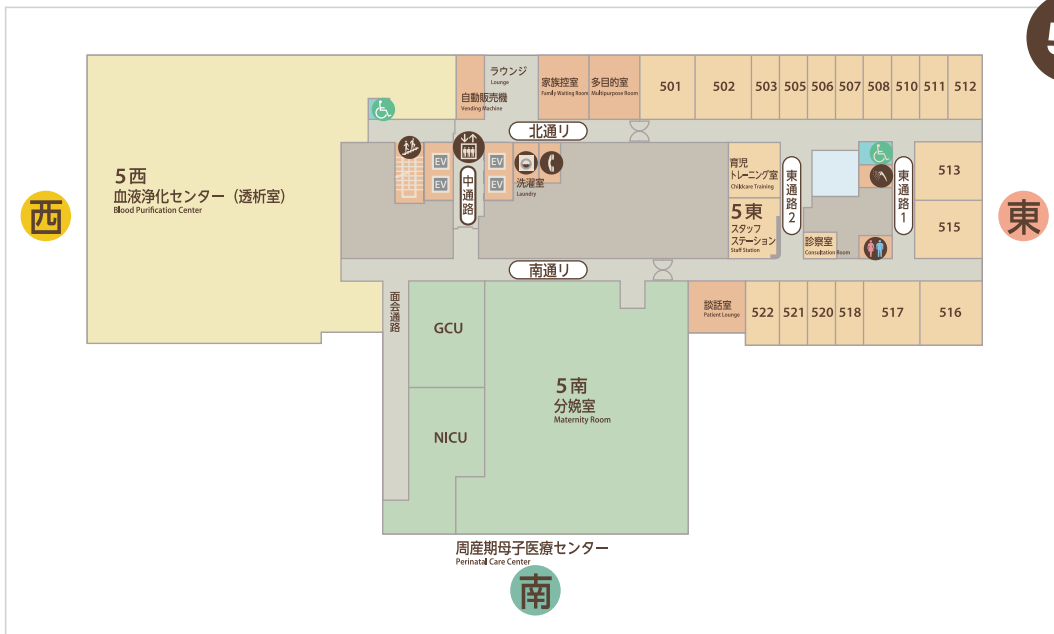 5
ラウンジ
Lounge
自動販売機
Vending Machine
家族控室
Family Waiting Room
多目的室
Multipurpose Room
501
502
503
505
506
507
508
510
511
512
北通り
EV
EV
EV
EV
中通路
洗濯室
Laundry
育児
トレーニング室
Childcare Training
5東
スタッフ
ステーション
Staff Station
東通路2
東通路1
513
515
診察室
Consultation Room
5西
血液浄化センター（透析室）
Blood Purification Center
西
東
南通り
面会通路
GCU
NICU
5南
分娩室
Maternity Room
談話室
Patient Lounge
522
521
520
518
517
516
周産期母子医療センター
Perinatal Care Center
南